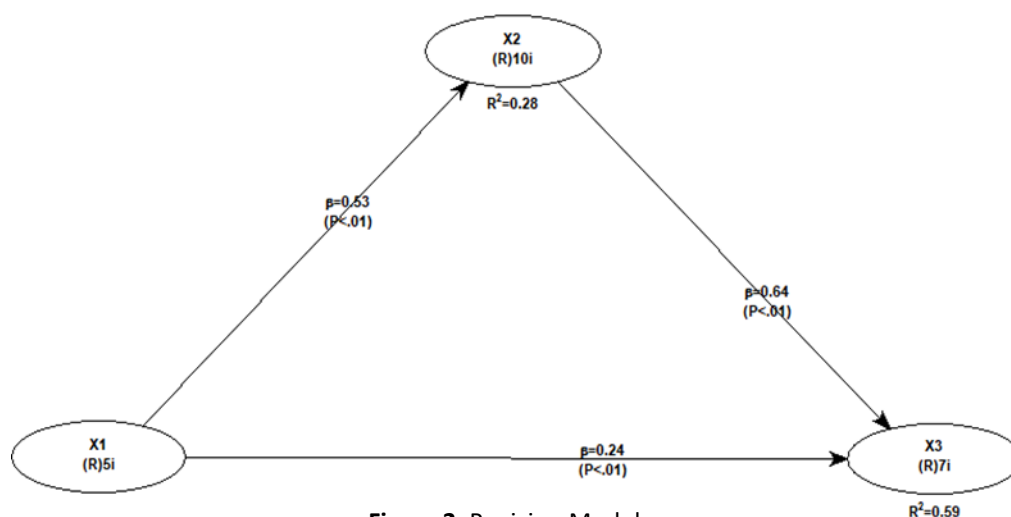 X2
(R)10i
R²=0.28
β=0.53
(P<.01)
β=0.64
(P<.01)
X1
(R)5i
β=0.24
(P<.01)
X3
(R)7i
R²=0.59